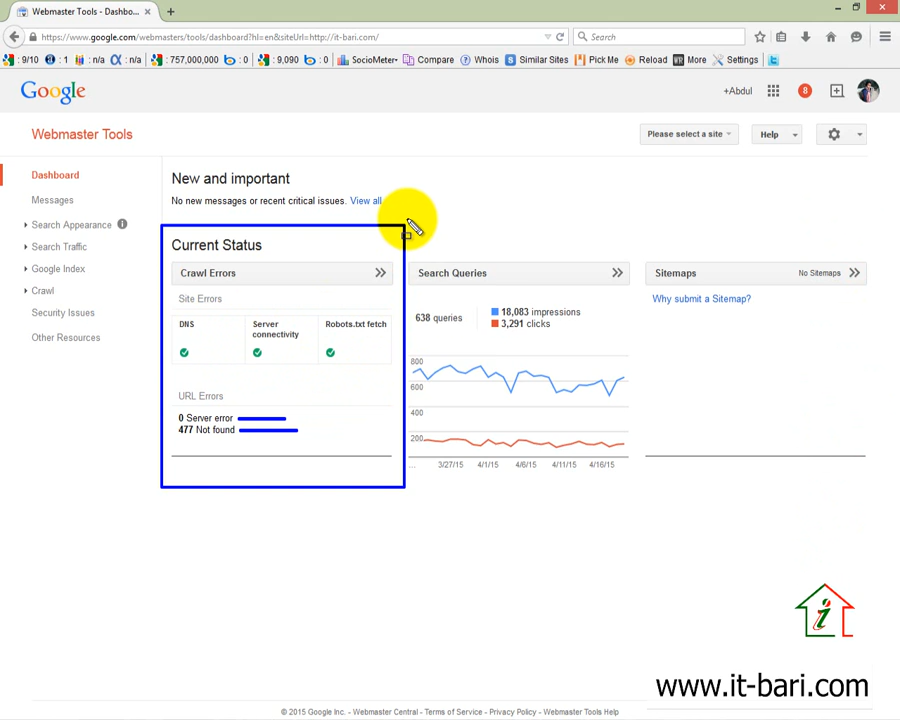 Webmaster Tools - Dashbo...
https://www.google.com/webmasters/tools/dashboard?hl=en&siteUrl=http://it-bari.com/
Search
: 9/10 : 1 : n/a : n/a : 757,000,000 : 0 : 9,090 : 0 SocioMeter Compare Whois Similar Sites Pick Me Reload More Settings
Google
+Abdul
8
Webmaster Tools
Please select a site
Help
Dashboard
Messages
Search Appearance
Search Traffic
Google Index
Crawl
Security Issues
Other Resources
New and important
No new messages or recent critical issues. View all
Current Status
Crawl Errors
Site Errors
DNS
Server connectivity
Robots.txt fetch
URL Errors
0 Server error
477 Not found
Search Queries
638 queries
18,083 impressions
3,291 clicks
800
600
400
200
... 3/27/15 4/1/15 4/6/15 4/11/15 4/16/15
Sitemaps
No Sitemaps
Why submit a Sitemap?
www.it-bari.com
© 2015 Google Inc. - Webmaster Central - Terms of Service - Privacy Policy - Webmaster Tools Help